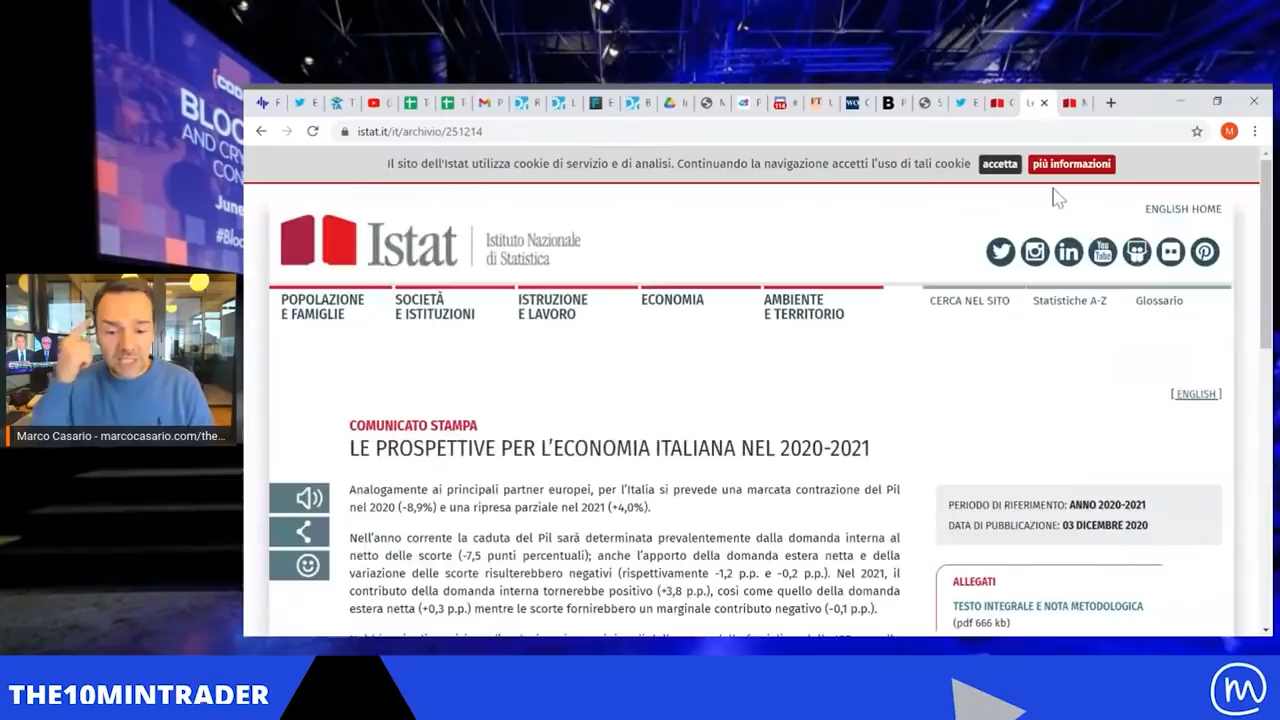 BLOC
AND CRY
CON
June
#Bloc
istat.it/it/archivio/251214
M
Il sito dell'Istat utilizza cookie di servizio e di analisi. Continuando la navigazione accetti l'uso di tali cookie
accetta
più informazioni
ENGLISH HOME
Istat
Istituto Nazionale
di Statistica
You
Tube
POPOLAZIONE
E FAMIGLIE
SOCIETÀ
E ISTITUZIONI
ISTRUZIONE
E LAVORO
ECONOMIA
AMBIENTE
E TERRITORIO
CERCA NEL SITO
Statistiche A-Z
Glossario
[ ENGLISH ]
COMUNICATO STAMPA
LE PROSPETTIVE PER L'ECONOMIA ITALIANA NEL 2020-2021
Analogamente ai principali partner europei, per l'Italia si prevede una marcata contrazione del Pil
nel 2020 (-8,9%) e una ripresa parziale nel 2021 (+4,0%).
Nell'anno corrente la caduta del Pil sarà determinata prevalentemente dalla domanda interna al
netto delle scorte (-7,5 punti percentuali); anche l'apporto della domanda estera netta e della
variazione delle scorte risulterebbero negativi (rispettivamente -1,2 p.p. e -0,2 p.p.). Nel 2021, il
contributo della domanda interna tornerebbe positivo (+3,8 p.p.), cosi come quello della domanda
estera netta (+0,3 p.p.) mentre le scorte fornirebbero un marginale contributo negativo (-0,1 p.p.).
PERIODO DI RIFERIMENTO: ANNO 2020-2021
DATA DI PUBBLICAZIONE: 03 DICEMBRE 2020
ALLEGATI
TESTO INTEGRALE E NOTA METODOLOGICA
(pdf 666 kb)
Marco Casario - marcocasario.com/the...
THE10MINTRADER
m